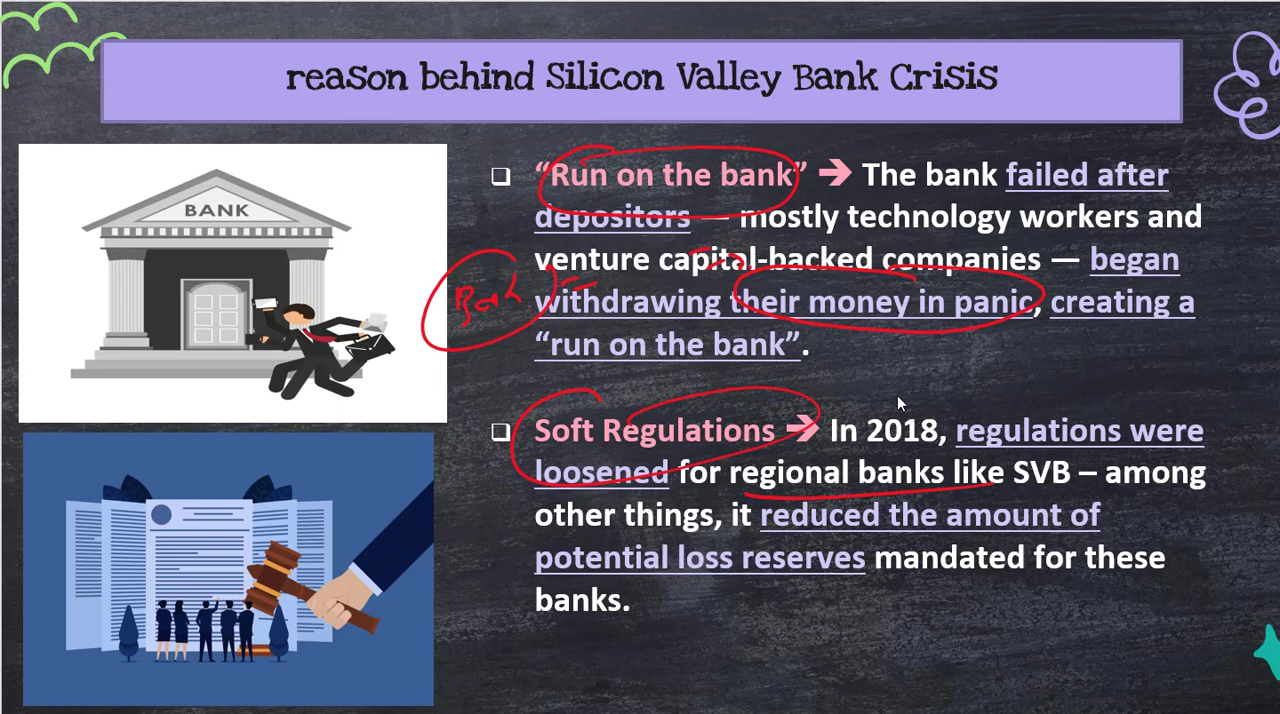 reason behind Silicon Valley Bank Crisis
BANK
“Run on the bank” ➔ The bank failed after
depositors — mostly technology workers and
venture capital-backed companies — began
withdrawing their money in panic, creating a
“run on the bank”.
Soft Regulations ➔ In 2018, regulations were
loosened for regional banks like SVB – among
other things, it reduced the amount of
potential loss reserves mandated for these
banks.